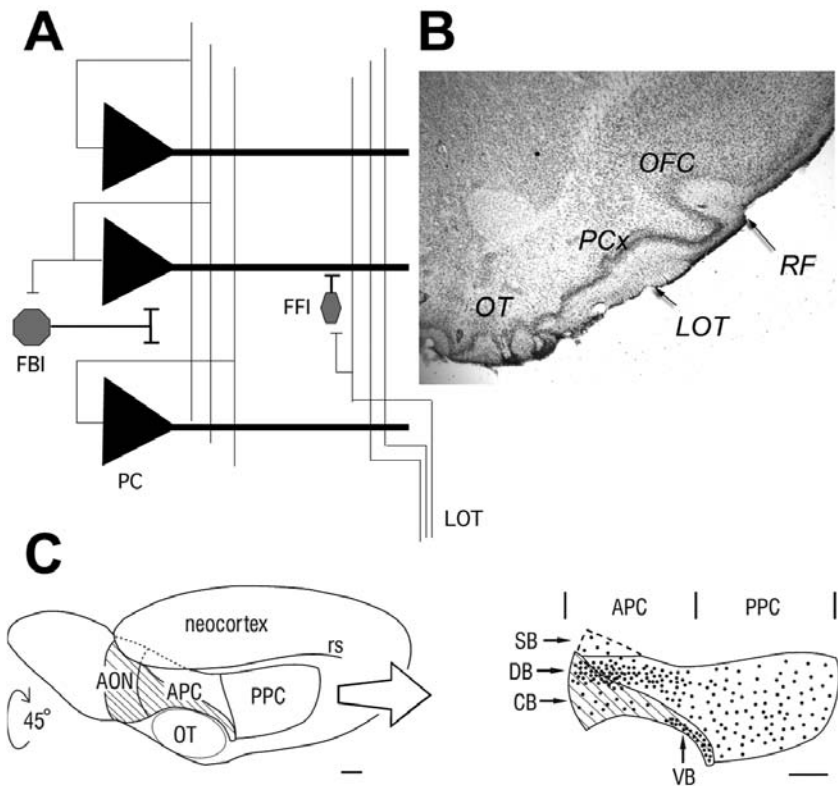 A
FBI
FFI
PC
LOT
B
OFC
PCx
RF
OT
LOT
C
neocortex
rs
AON
APC
PPC
OT
45°
APC
PPC
SB
DB
CB
VB